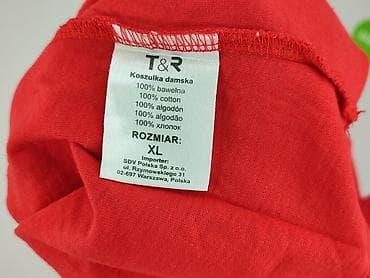 T&R
Koszulka damska
100% bawełna
100% cotton
100% algodón
100% algodão
100% хлопок
ROZMIAR:
XL
Importer:
SDV Polska Sp. z o.o.
ul. Rzymowskiego 31
02-697 Warszawa, Polska